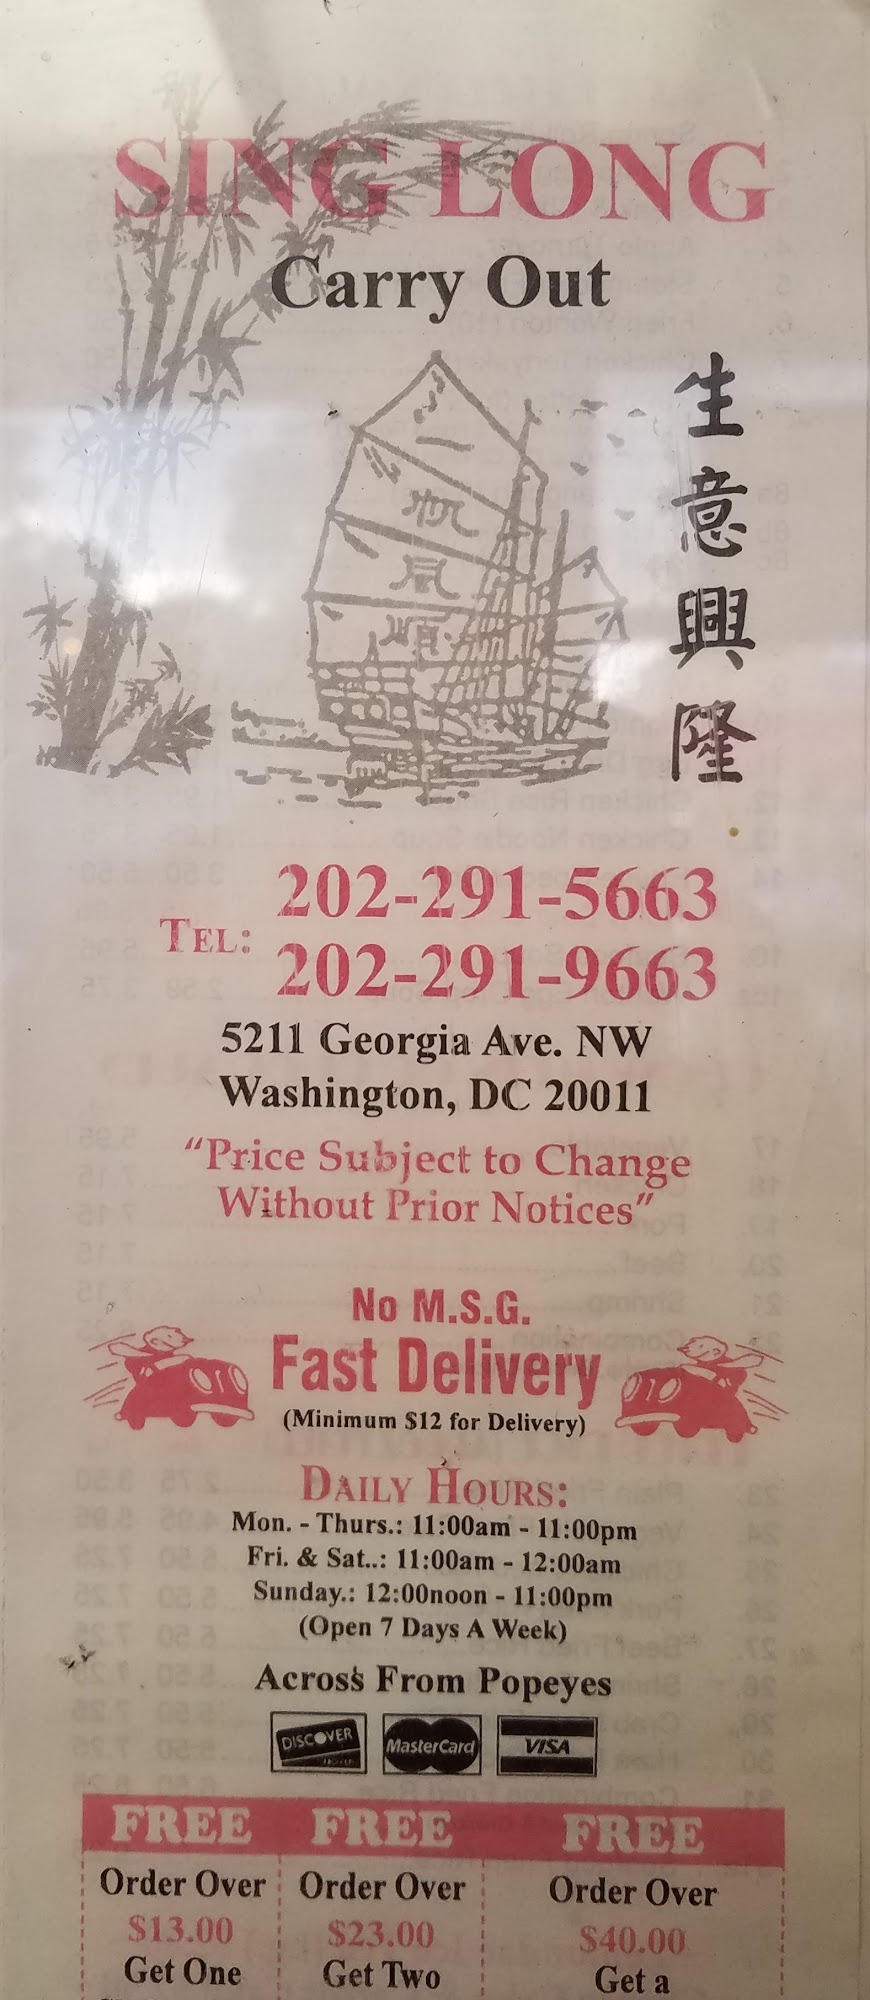 SING LONG
Carry Out
生意興隆
帆
風
順
TEL:
202-291-5663
202-291-9663
5211 Georgia Ave. NW
Washington, DC 20011
"Price Subject to Change
Without Prior Notices"
No M.S.G.
Fast Delivery
(Minimum $12 for Delivery)
DAILY HOURS:
Mon. - Thurs.: 11:00am - 11:00pm
Fri. & Sat..: 11:00am - 12:00am
Sunday.: 12:00noon - 11:00pm
(Open 7 Days A Week)
Across From Popeyes
DISCOVER MasterCard VISA
FREE FREE FREE
Order Over Order Over Order Over
$13.00 $23.00 $40.00
Get One Get Two Get a